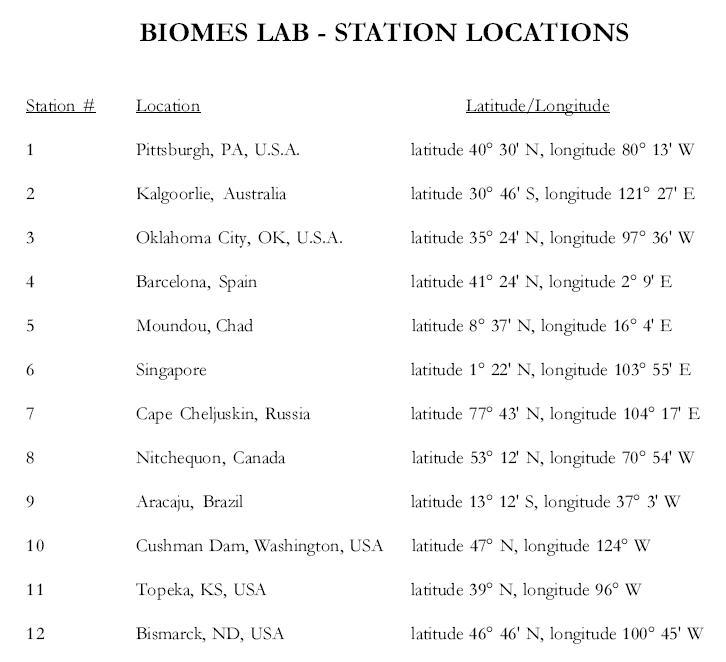 BIOMES LAB - STATION LOCATIONS
Station # Location Latitude/Longitude
1 Pittsburgh, PA, U.S.A. latitude 40° 30' N, longitude 80° 13' W
2 Kalgoorlie, Australia latitude 30° 46' S, longitude 121° 27' E
3 Oklahoma City, OK, U.S.A. latitude 35° 24' N, longitude 97° 36' W
4 Barcelona, Spain latitude 41° 24' N, longitude 2° 9' E
5 Moundou, Chad latitude 8° 37' N, longitude 16° 4' E
6 Singapore latitude 1° 22' N, longitude 103° 55' E
7 Cape Cheljuskin, Russia latitude 77° 43' N, longitude 104° 17' E
8 Nitchequon, Canada latitude 53° 12' N, longitude 70° 54' W
9 Aracaju, Brazil latitude 13° 12' S, longitude 37° 3' W
10 Cushman Dam, Washington, USA latitude 47° N, longitude 124° W
11 Topeka, KS, USA latitude 39° N, longitude 96° W
12 Bismarck, ND, USA latitude 46° 46' N, longitude 100° 45' W